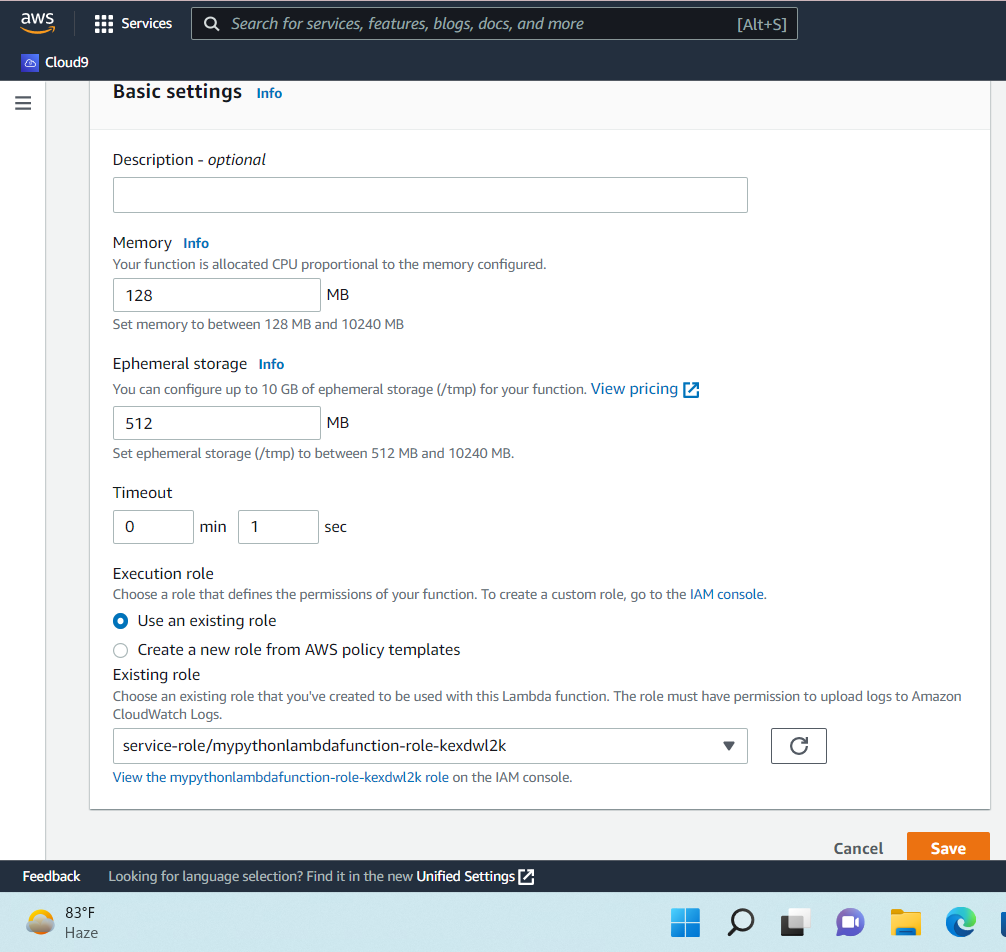 aws Services Search for services, features, blogs, docs, and more [Alt+S]
Cloud9
Basic settings Info
Description - optional
Memory Info
Your function is allocated CPU proportional to the memory configured.
128 MB
Set memory to between 128 MB and 10240 MB
Ephemeral storage Info
You can configure up to 10 GB of ephemeral storage (/tmp) for your function. View pricing
512 MB
Set ephemeral storage (/tmp) to between 512 MB and 10240 MB.
Timeout
0 min 1 sec
Execution role
Choose a role that defines the permissions of your function. To create a custom role, go to the IAM console.
Use an existing role
Create a new role from AWS policy templates
Existing role
Choose an existing role that you've created to be used with this Lambda function. The role must have permission to upload logs to Amazon
CloudWatch Logs.
service-role/mypythonlambdafunction-role-kexdwl2k
View the mypythonlambdafunction-role-kexdwl2k role on the IAM console.
Cancel Save
Feedback Looking for language selection? Find it in the new Unified Settings
83°F
Haze